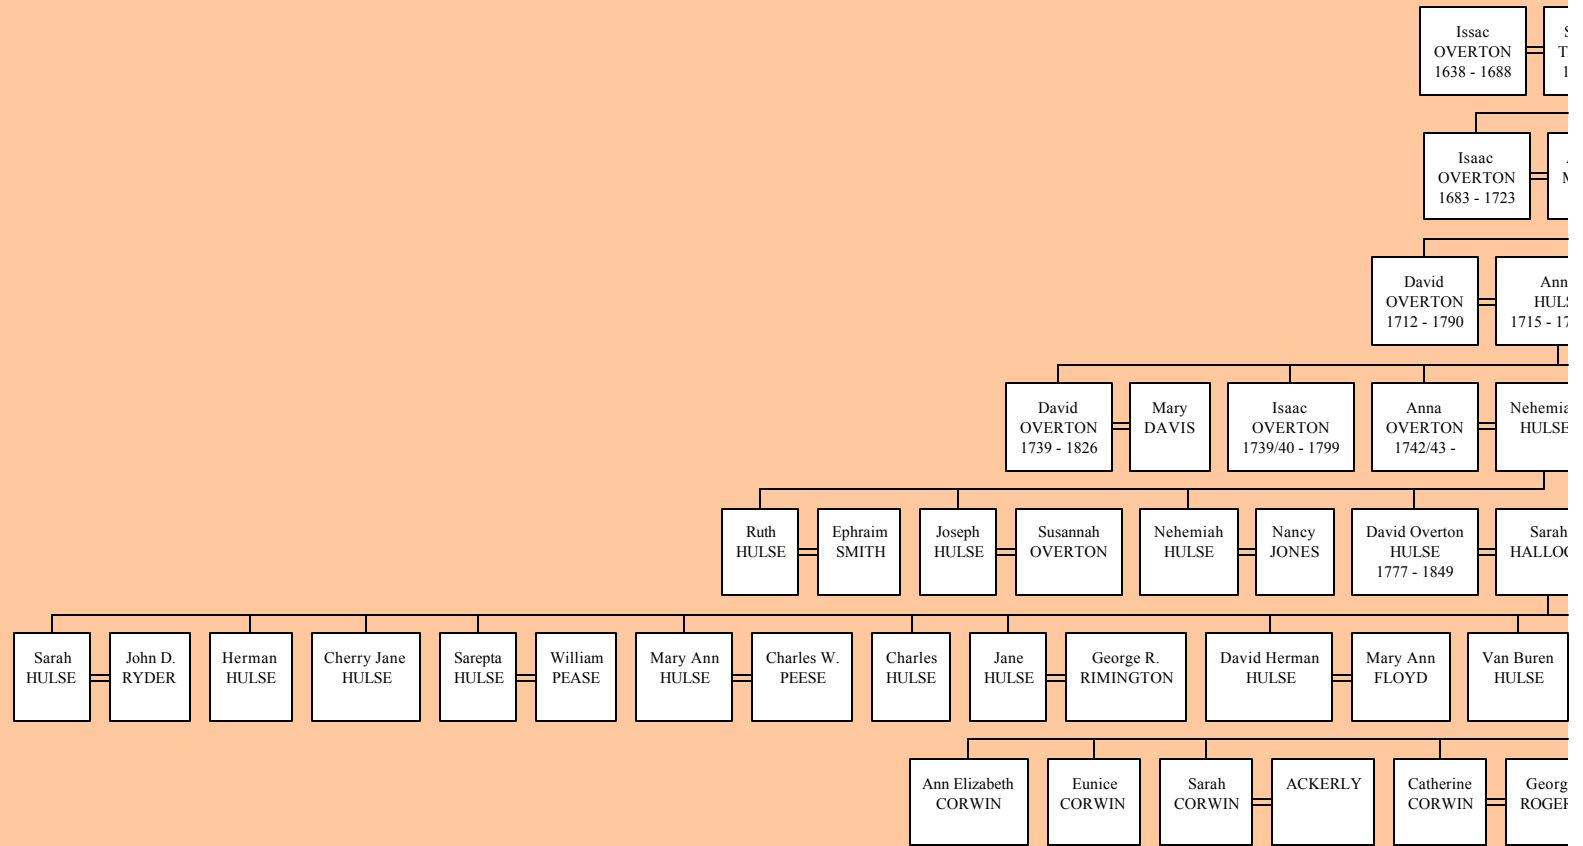 Issac
OVERTON
1638 - 1688
Isaac
OVERTON
1683 - 1723
David
OVERTON
1712 - 1790
Ann
1715 -
David
OVERTON
1739 - 1826
Mary
DAVIS
Isaac
OVERTON
1739/40 - 1799
Anna
OVERTON
1742/43 -
HULSE
Ruth
HULSE
Ephraim
SMITH
Joseph
HULSE
Susannah
OVERTON
Nehemiah
HULSE
Nancy
JONES
David Overton
HULSE
1777 - 1849
Sarah
Sarah
HULSE
John D.
RYDER
Herman
HULSE
Cherry Jane
HULSE
Sarepta
HULSE
William
PEASE
Mary Ann
HULSE
Charles W.
PEESE
Charles
HULSE
Jane
HULSE
George R.
RIMINGTON
David Herman
HULSE
Mary Ann
FLOYD
Van Buren
HULSE
Ann Elizabeth
CORWIN
Eunice
CORWIN
Sarah
CORWIN
ACKERLY
Catherine
CORWIN